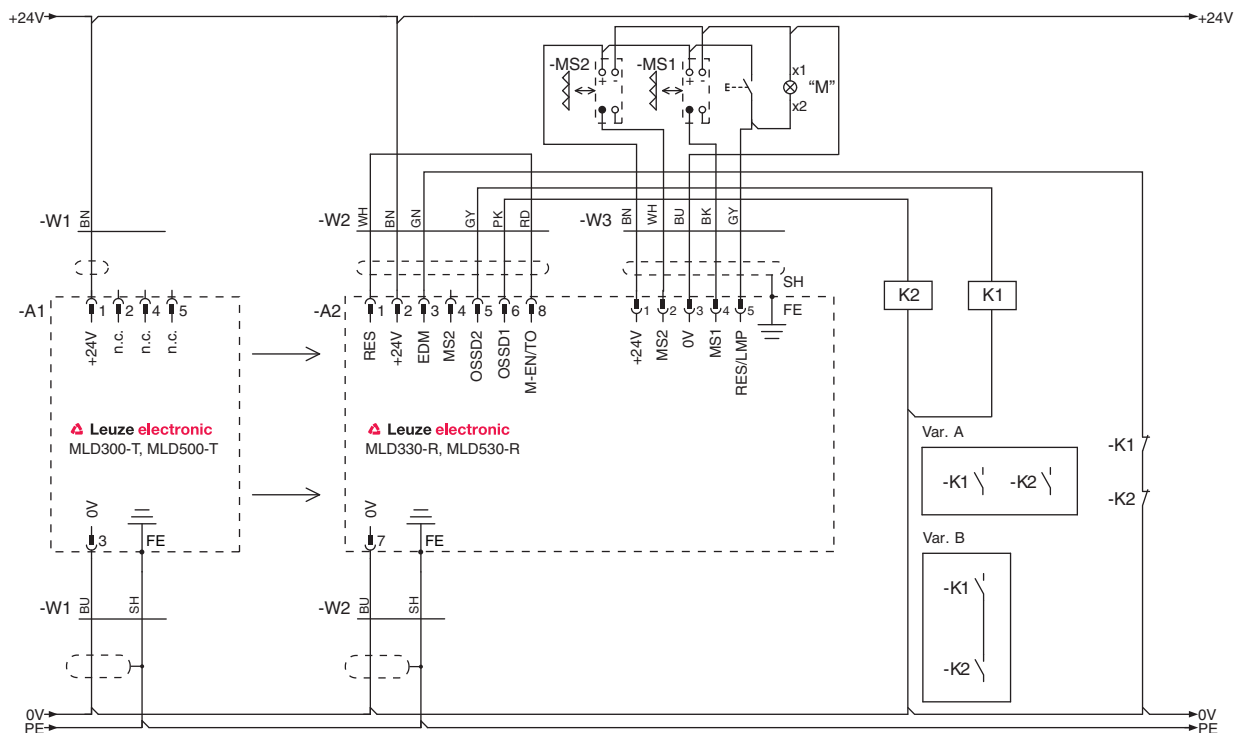 +24V +24V
-MS2 -MS1 + - + - E x1 "M" x2
-W1 BN -W2 WH BN GN GY PK RD -W3 BN WH BU BK GY
SH
K2 K1
-A1 1 2 4 5 -A2 1 2 3 4 5 6 8 1 2 3 4 5 FE
+24V n.c. n.c. n.c. RES +24V EDM MS2 OSSD2 OSSD1 M-EN/TO +24V MS2 0V MS1 RES/LMP
Leuze electronic Leuze electronic
MLD300-T, MLD500-T MLD330-R, MLD530-R
Var. A
-K1 -K2
-K1
-K2
0V 0V
3 FE 7 FE
Var. B
-K1
-K2
-W1 BU SH -W2 BU SH
0V 0V
PE PE